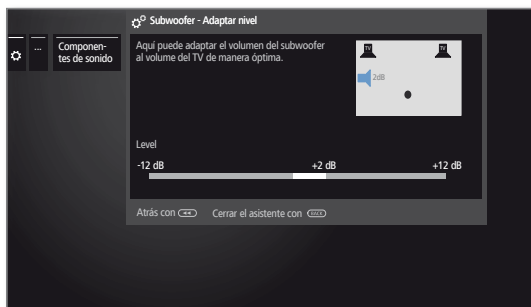 Subwoofer - Adaptar nivel
...
Componen-
tes de sonido
Aquí puede adaptar el volumen del subwoofer
al volume del TV de manera óptima.
TV
TV
2dB
Level
-12 dB +2 dB +12 dB
Atrás con Cerrar el asistente con BACK